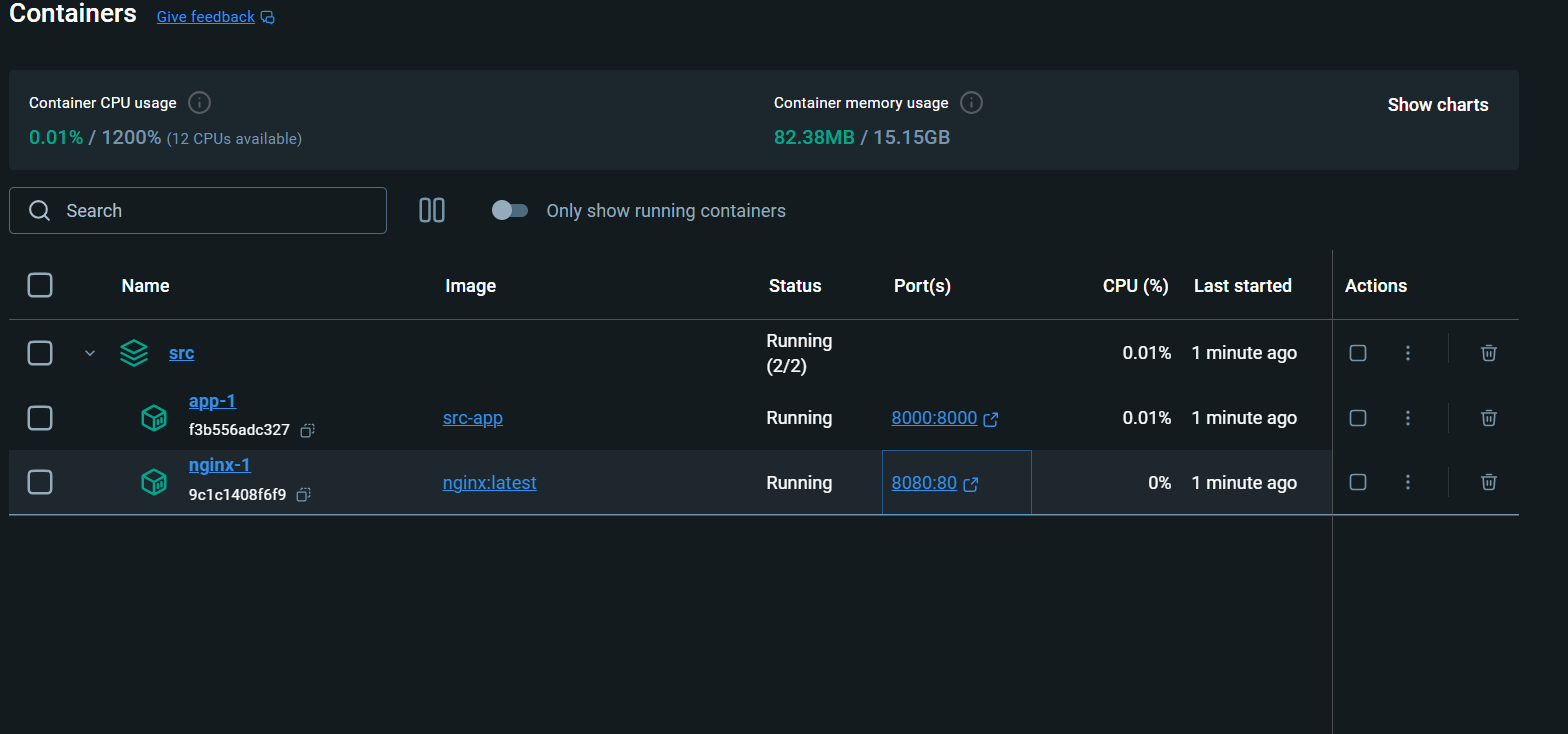 Containers Give feedback
Container CPU usage
0.01% / 1200% (12 CPUs available)
Container memory usage
82.38MB / 15.15GB
Show charts
Search
Only show running containers
Name Image Status Port(s) CPU (%) Last started Actions
src Running (2/2) 0.01% 1 minute ago
app-1
f3b556adc327
src-app Running 8000:8000 0.01% 1 minute ago
nginx-1
9c1c1408f6f9
nginx:latest Running 8080:80 0% 1 minute ago